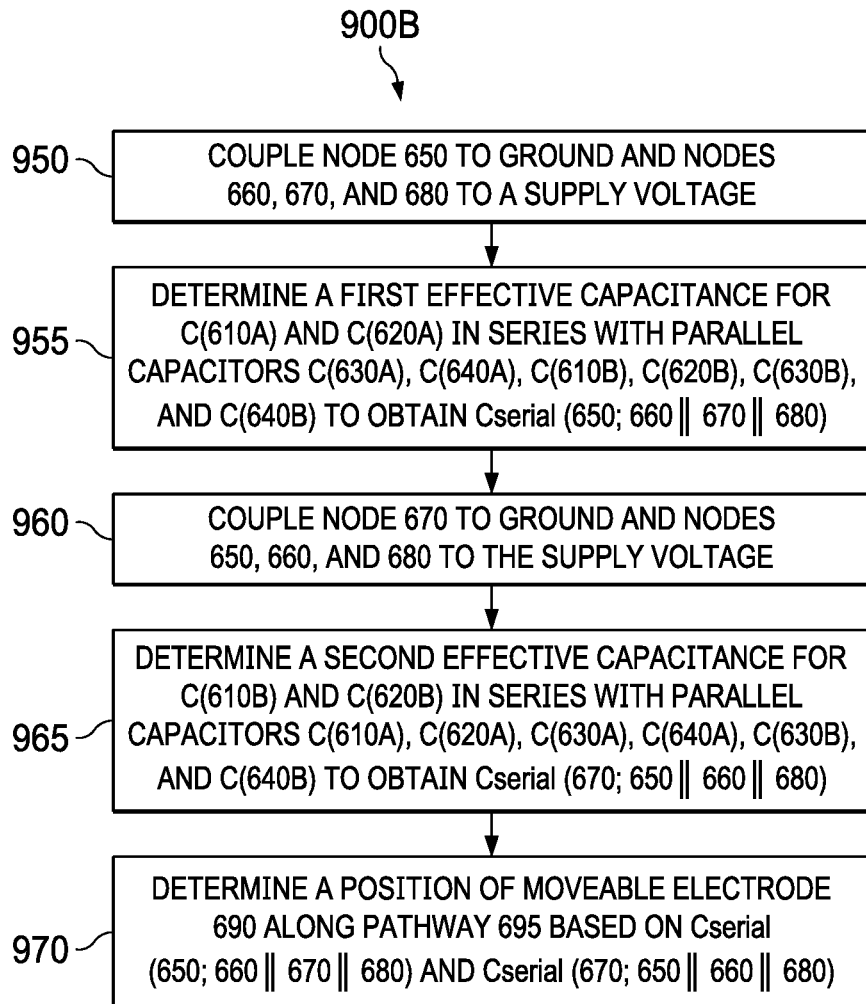 900B
950
COUPLE NODE 650 TO GROUND AND NODES
660, 670, AND 680 TO A SUPPLY VOLTAGE
955
DETERMINE A FIRST EFFECTIVE CAPACITANCE FOR
C(610A) AND C(620A) IN SERIES WITH PARALLEL
CAPACITORS C(630A), C(640A), C(610B), C(620B), C(630B),
AND C(640B) TO OBTAIN Cserial (650; 660 || 670 || 680)
960
COUPLE NODE 670 TO GROUND AND NODES
650, 660, AND 680 TO THE SUPPLY VOLTAGE
965
DETERMINE A SECOND EFFECTIVE CAPACITANCE FOR
C(610B) AND C(620B) IN SERIES WITH PARALLEL
CAPACITORS C(610A), C(620A), C(630A), C(640A), C(630B),
AND C(640B) TO OBTAIN Cserial (670; 650 || 660 || 680)
970
DETERMINE A POSITION OF MOVEABLE ELECTRODE
690 ALONG PATHWAY 695 BASED ON Cserial
(650; 660 || 670 || 680) AND Cserial (670; 650 || 660 || 680)